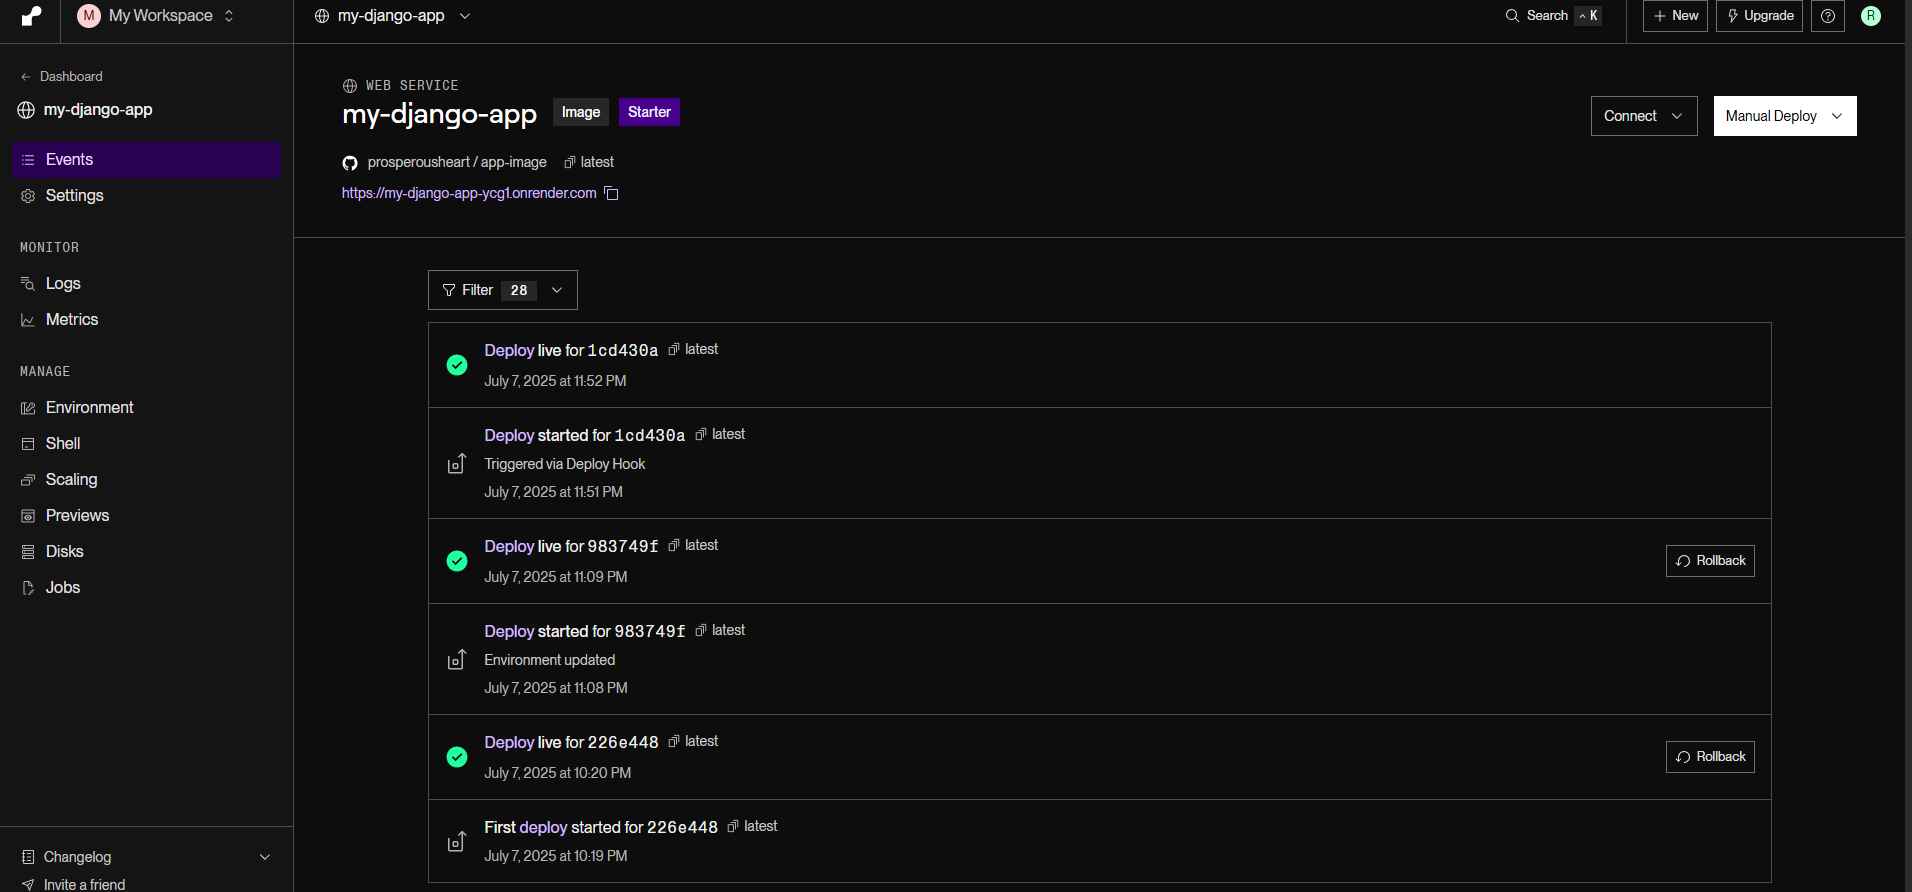 M My Workspace
my-django-app
Search ^ K
+ New
Upgrade
R
← Dashboard
my-django-app
Events
Settings
MONITOR
Logs
Metrics
MANAGE
Environment
Shell
Scaling
Previews
Disks
Jobs
Changelog
Invite a friend
WEB SERVICE
my-django-app Image Starter
Connect
Manual Deploy
prosperousheart / app-image latest
https://my-django-app-ycg1.onrender.com
Filter 28
Deploy live for 1cd430a latest
July 7, 2025 at 11:52 PM
Deploy started for 1cd430a latest
Triggered via Deploy Hook
July 7, 2025 at 11:51 PM
Deploy live for 983749f latest
July 7, 2025 at 11:09 PM
Rollback
Deploy started for 983749f latest
Environment updated
July 7, 2025 at 11:08 PM
Deploy live for 226e448 latest
July 7, 2025 at 10:20 PM
Rollback
First deploy started for 226e448 latest
July 7, 2025 at 10:19 PM